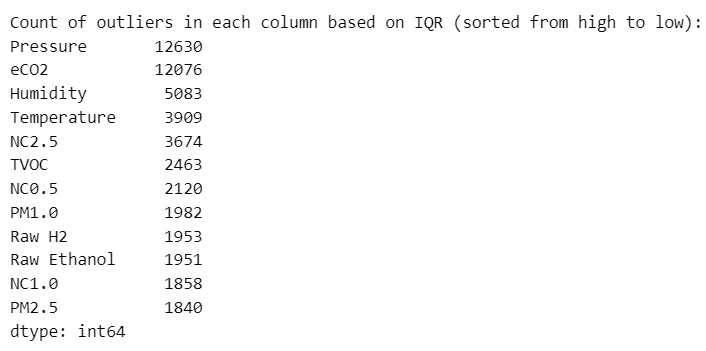 Count of outliers in each column based on IQR (sorted from high to low):
Pressure 12630
eCO2 12076
Humidity 5083
Temperature 3909
NC2.5 3674
TVOC 2463
NC0.5 2120
PM1.0 1982
Raw H2 1953
Raw Ethanol 1951
NC1.0 1858
PM2.5 1840
dtype: int64